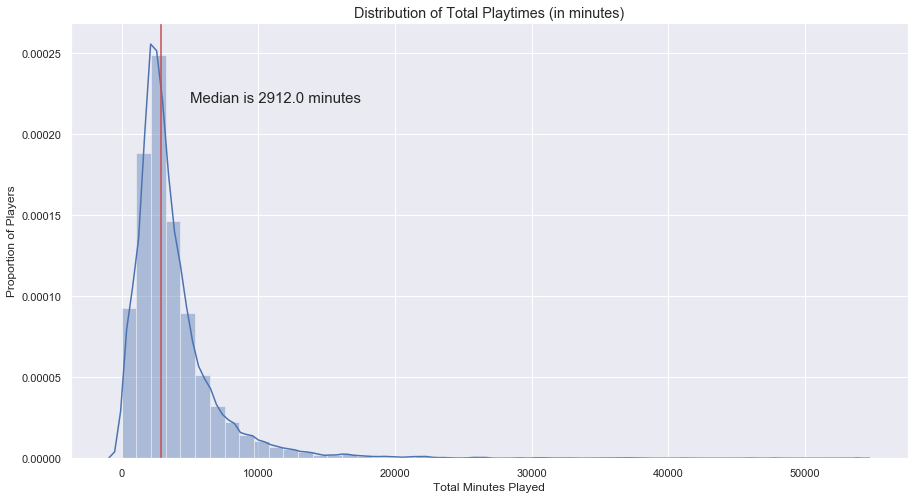 Distribution of Total Playtimes (in minutes)
0.00025
Median is 2912.0 minutes
0.00020
0.00015
Proportion of Players
0.00010
0.00005
0.00000
0 10000 20000 30000 40000 50000
Total Minutes Played